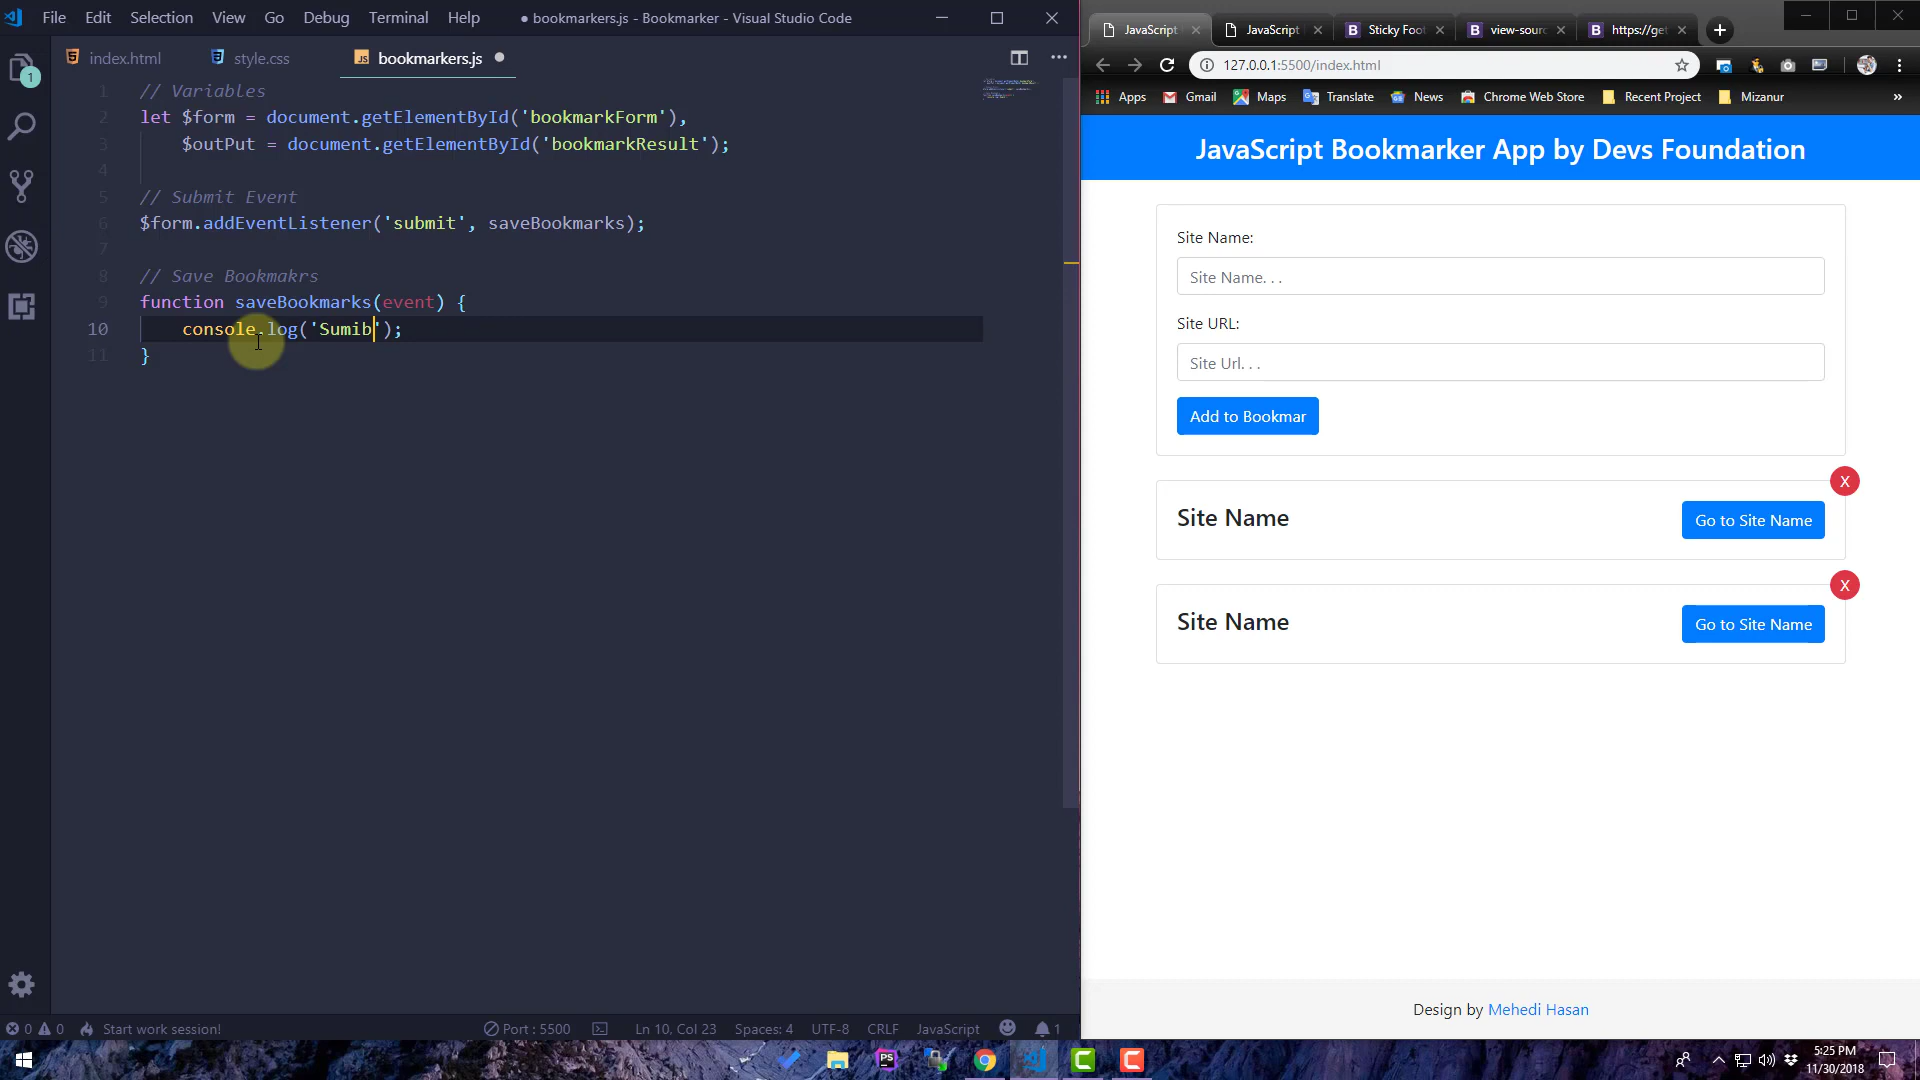 File Edit Selection View Go Debug Terminal Help
● bookmarkers.js - Bookmarker - Visual Studio Code
index.html
style.css
JS bookmarkers.js
1 // Variables
2 let $form = document.getElementById('bookmarkForm'),
3 $outPut = document.getElementById('bookmarkResult');
4
5 // Submit Event
6 $form.addEventListener('submit', saveBookmarks);
7
8 // Save Bookmakrs
9 function saveBookmarks(event) {
10 console.log('Sumib');
11 }
1
0 0 Start work session!
Port : 5500
Ln 10, Col 23 Spaces: 4 UTF-8 CRLF JavaScript
1
JavaScript
JavaScript
Sticky Foot
view-sourc
https://get
127.0.0.1:5500/index.html
Apps Gmail Maps Translate News Chrome Web Store Recent Project Mizanur »
JavaScript Bookmarker App by Devs Foundation
Site Name:
Site Name. . .
Site URL:
Site Url. . .
Add to Bookmar
X
Site Name
Go to Site Name
X
Site Name
Go to Site Name
Design by Mehedi Hasan
PS
5:25 PM
11/30/2018